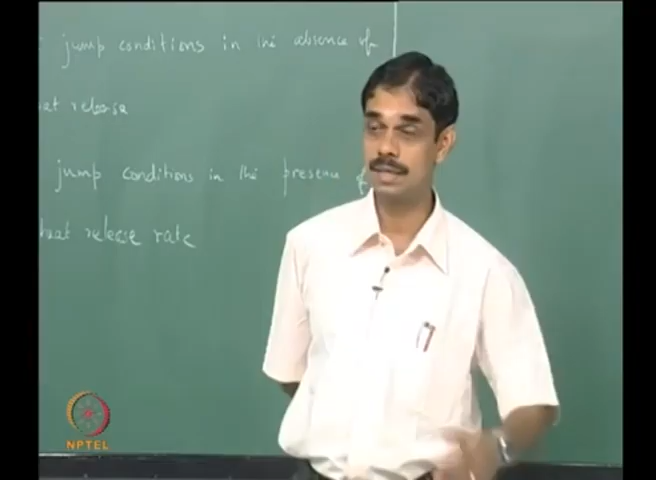 jump conditions in the absence of
heat release
jump conditions in the presence of
heat release rate
NPTEL